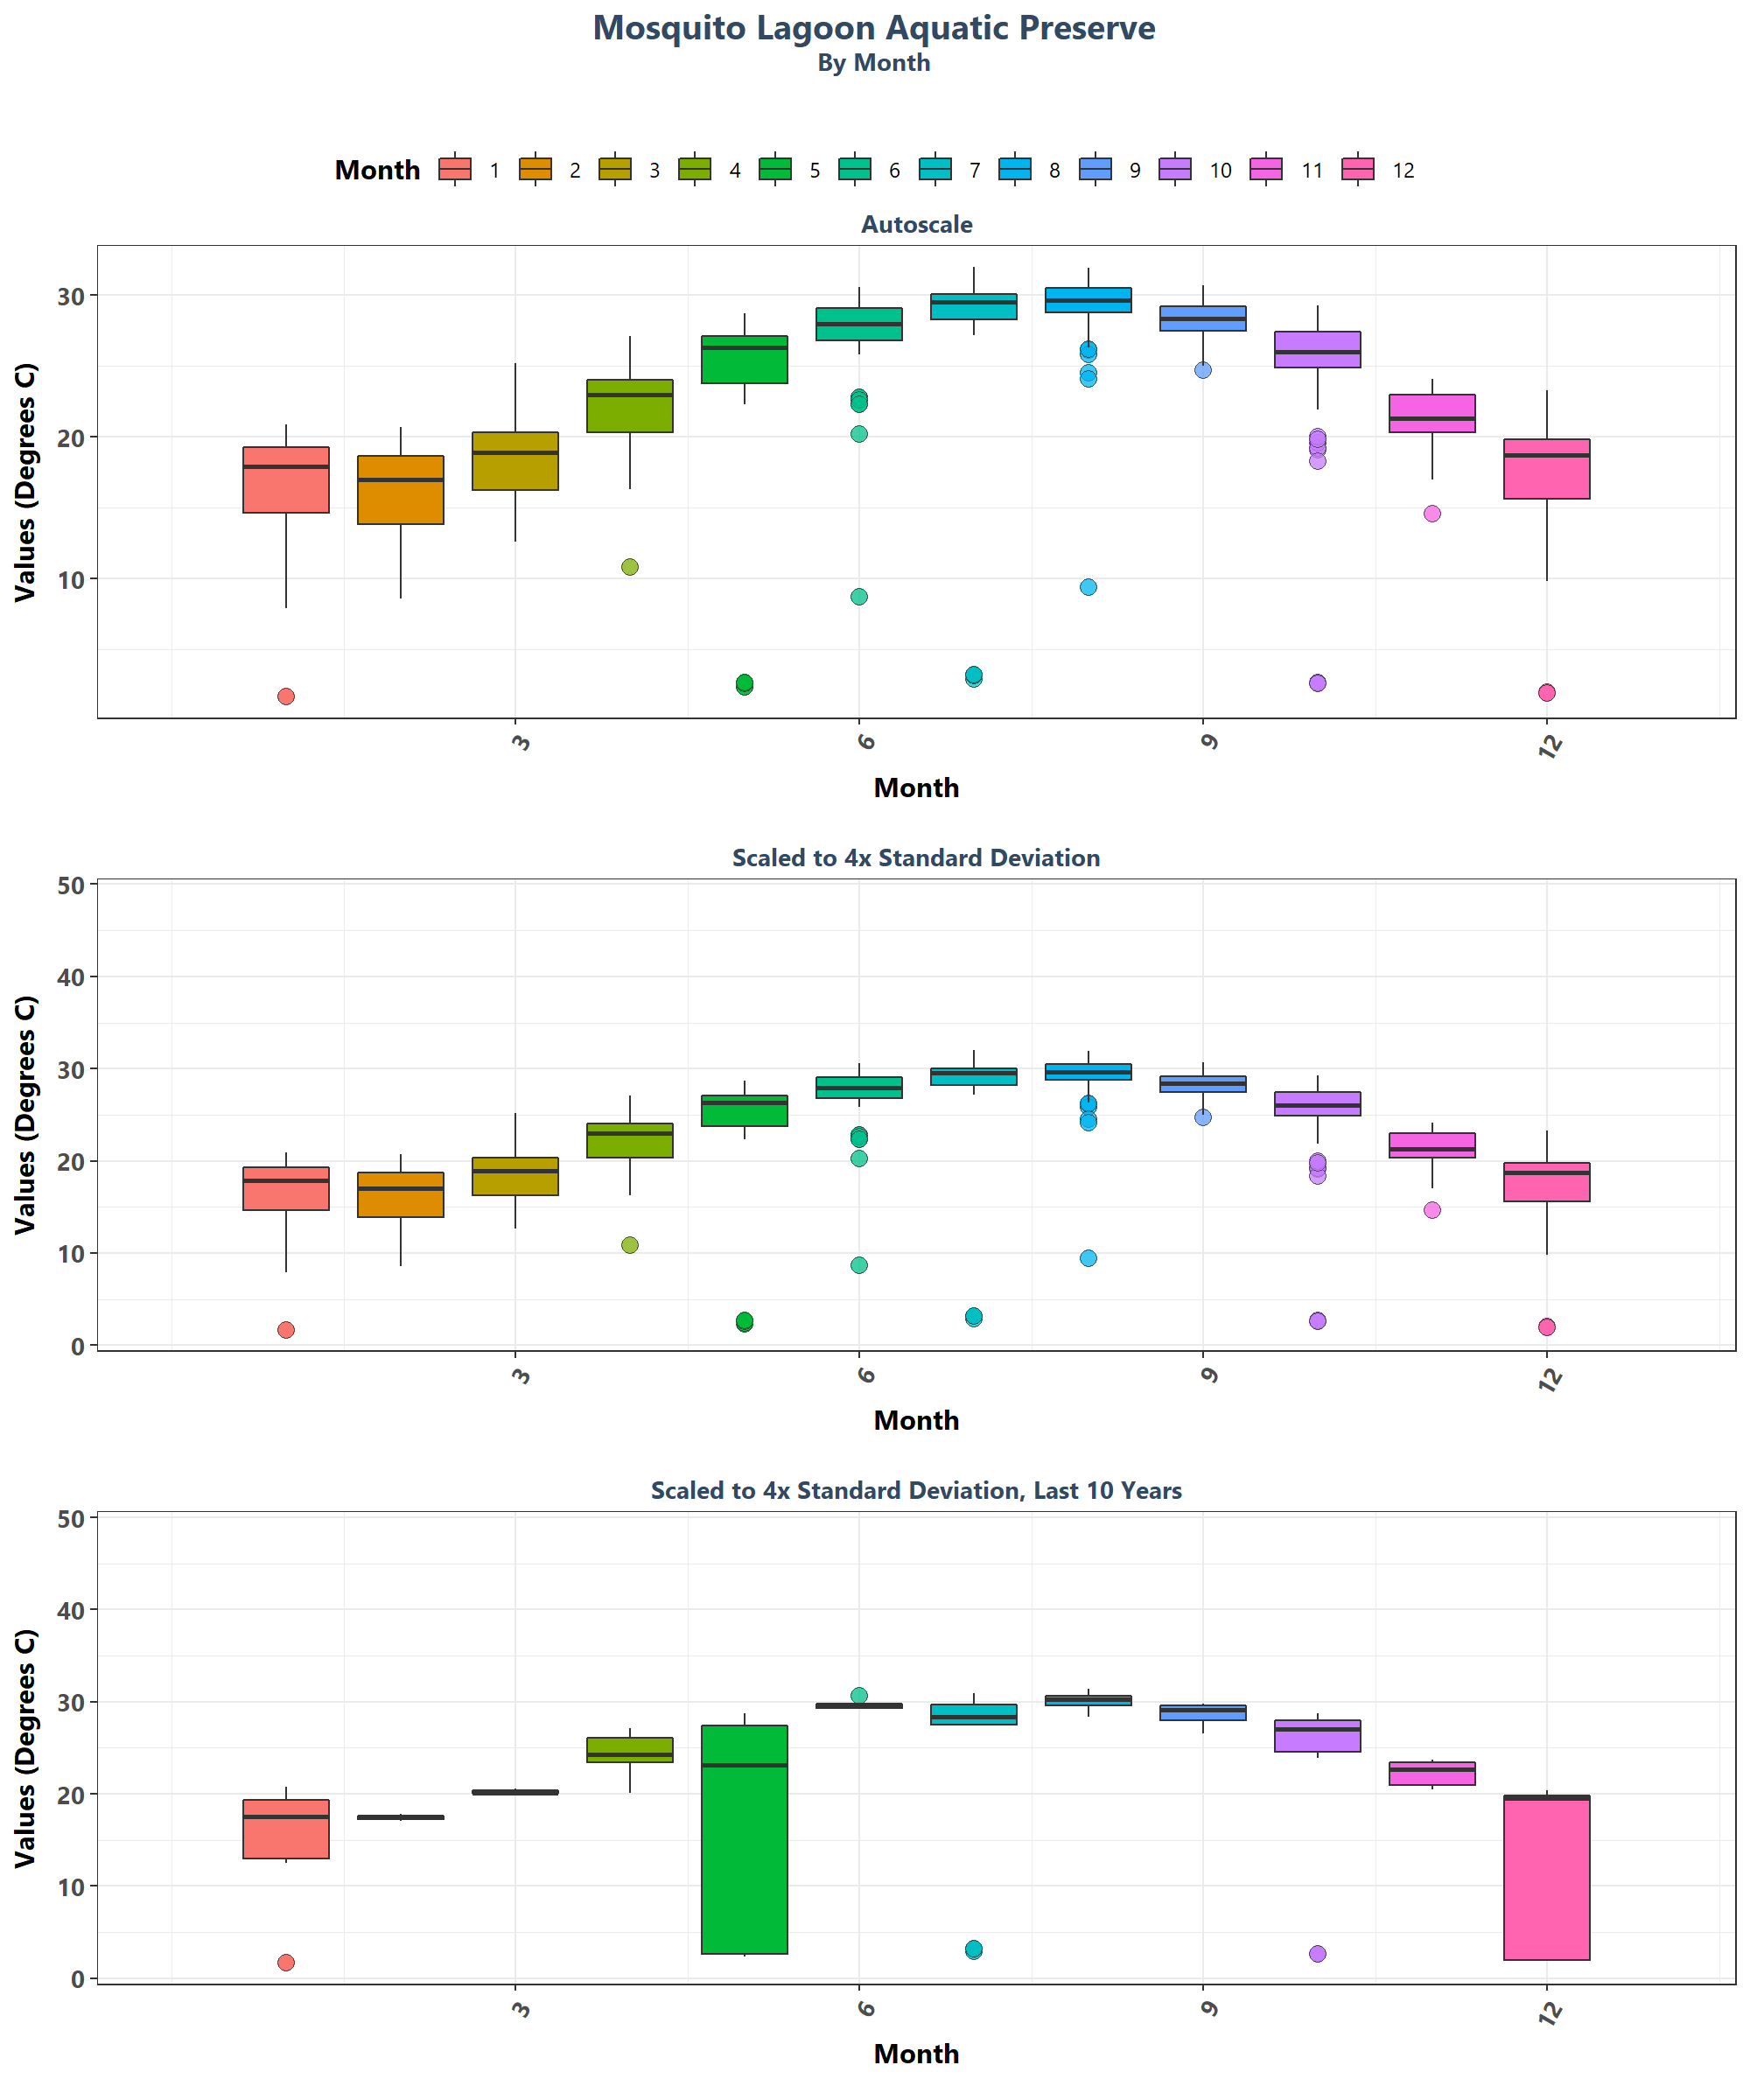 Mosquito Lagoon Aquatic Preserve
By Month
Month 1 2 3 4 5 6 7 8 9 10 11 12
Autoscale
Values (Degrees C)
30
20
10
3 6 9 12
Month
Scaled to 4x Standard Deviation
Values (Degrees C)
50
40
30
20
10
0
3 6 9 12
Month
Scaled to 4x Standard Deviation, Last 10 Years
Values (Degrees C)
50
40
30
20
10
0
3 6 9 12
Month